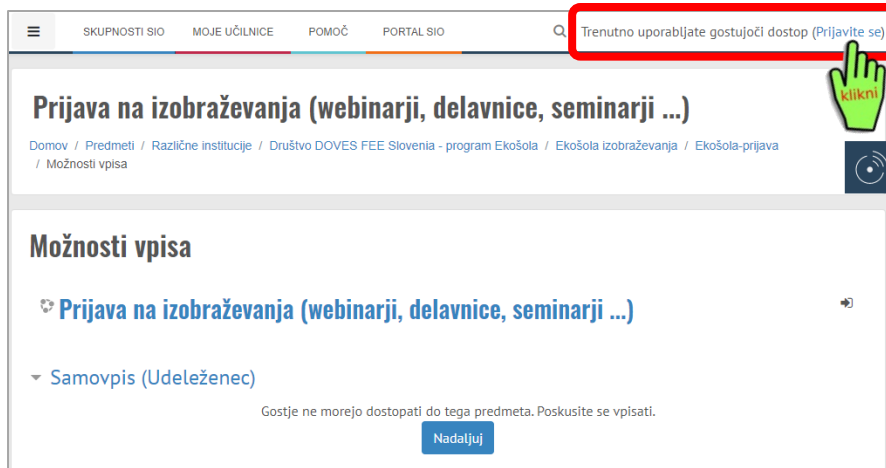 SKUPNOSTI SIO MOJE UČILNICE POMOČ PORTAL SIO Trenutno uporabljate gostujoči dostop (Prijavite se)
klikni
Prijava na izobraževanja (webinarji, delavnice, seminarji ...)
Domov / Predmeti / Različne institucije / Društvo DOVES FEE Slovenia - program Ekošola / Ekošola izobraževanja / Ekošola-prijava
/ Možnosti vpisa
Možnosti vpisa
Prijava na izobraževanja (webinarji, delavnice, seminarji ...)
Samovpis (Udeleženec)
Gostje ne morejo dostopati do tega predmeta. Poskusite se vpisati.
Nadaljuj